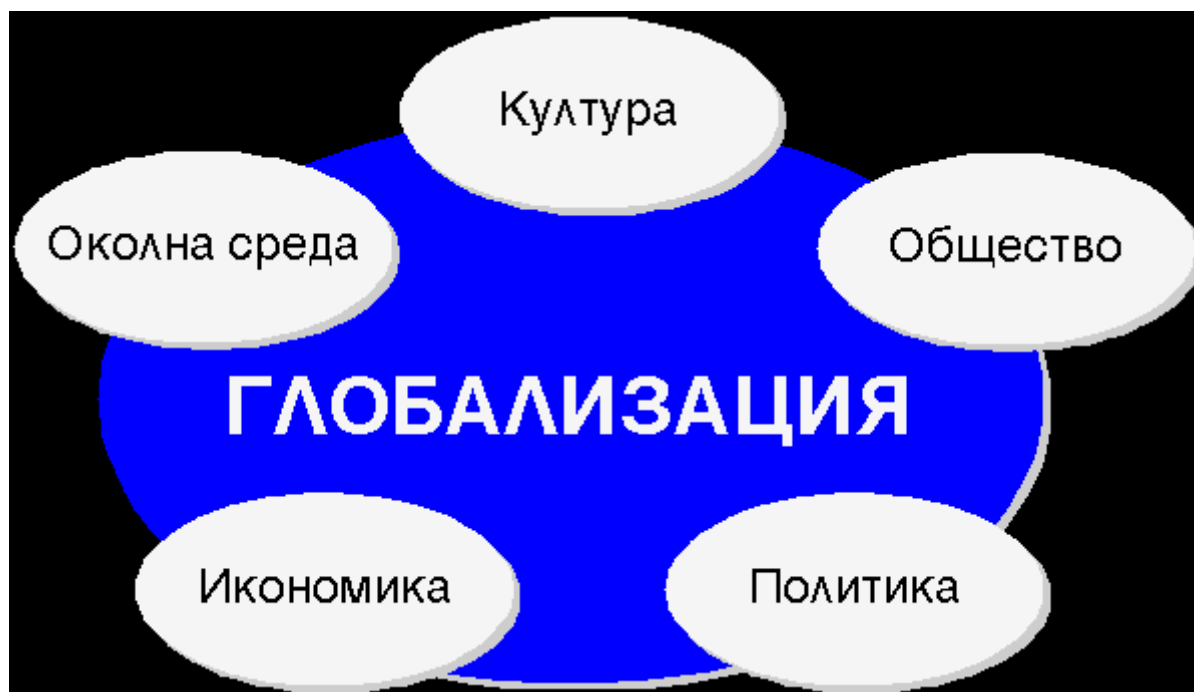 Култура
Околна среда
Общество
ГЛОБАЛИЗАЦИЯ
Икономика
Политика